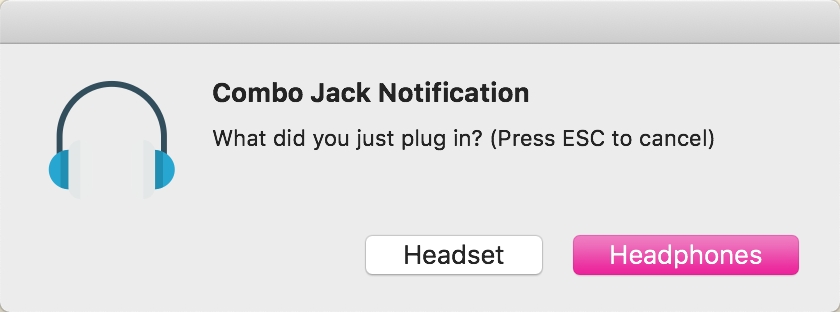 Combo Jack Notification
What did you just plug in? (Press ESC to cancel)
Headset
Headphones